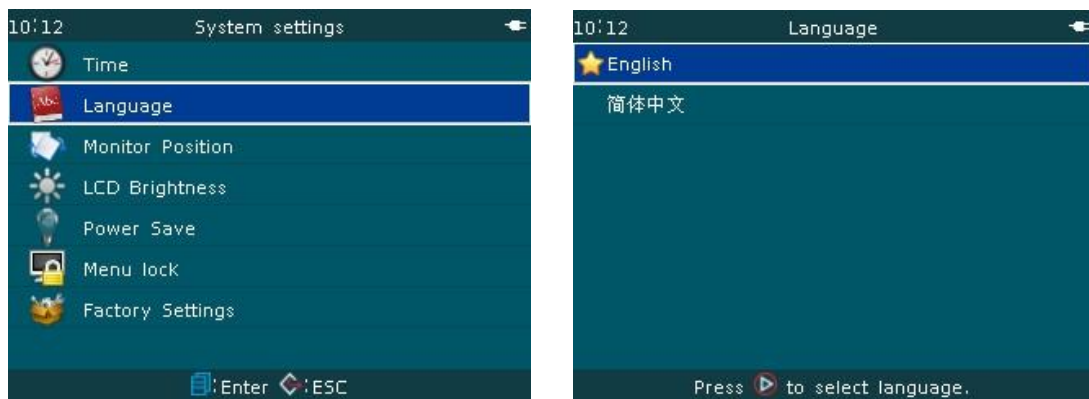 10:12 System settings
Time
Abc
Language
Monitor Position
LCD Brightness
Power Save
Menu lock
Factory Settings
:Enter :ESC
10:12 Language
English
简体中文
Press to select language.